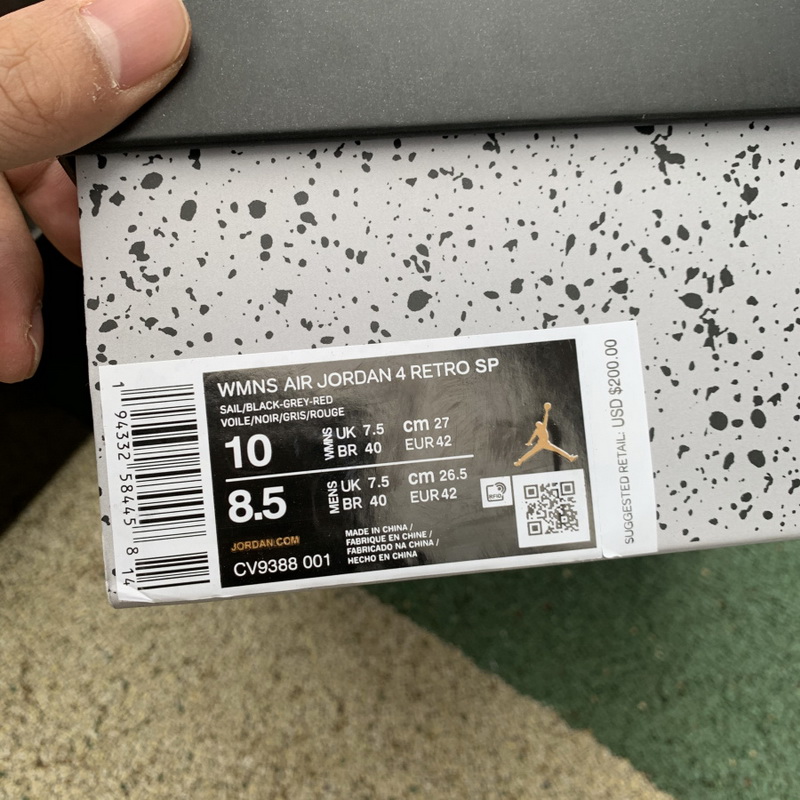 WMNS AIR JORDAN 4 RETRO SP
SAIL/BLACK-GREY-RED
VOILE/NOIR/GRIS/ROUGE
10
WMNS
UK 7.5
cm 27
BR 40
EUR 42
8.5
MENS
UK 7.5
cm 26.5
BR 40
EUR 42
RFID
JORDAN.COM
CV9388 001
MADE IN CHINA /
FABRIQUE EN CHINE /
FABRICADO NA CHINA /
HECHO EN CHINA
1 94332 58445 8 14
SUGGESTED RETAIL: USD $200.00